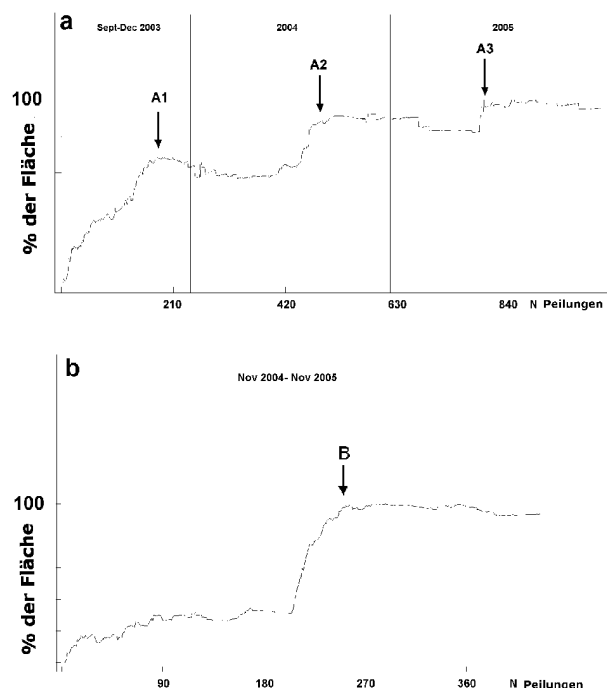 a
Sept-Dec 2003 2004 2005
A1 A2 A3
100
% der Fläche
210 420 630 840 N Peilungen
b
Nov 2004- Nov 2005
B
100
% der Fläche
90 180 270 360 N Peilungen